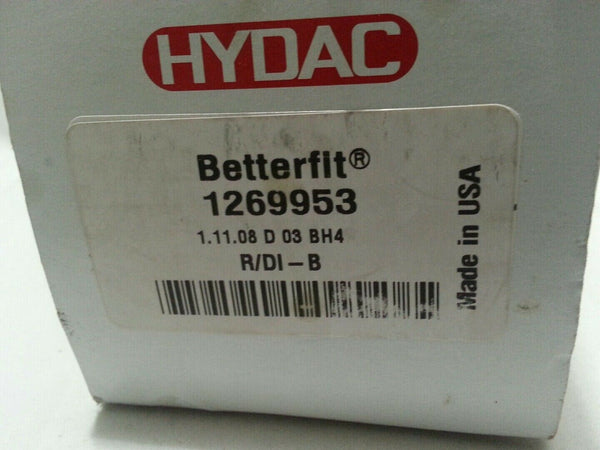 HYDAC
Betterfit®
1269953
1.11.08 D 03 BH4
R/DI – B
Made in USA